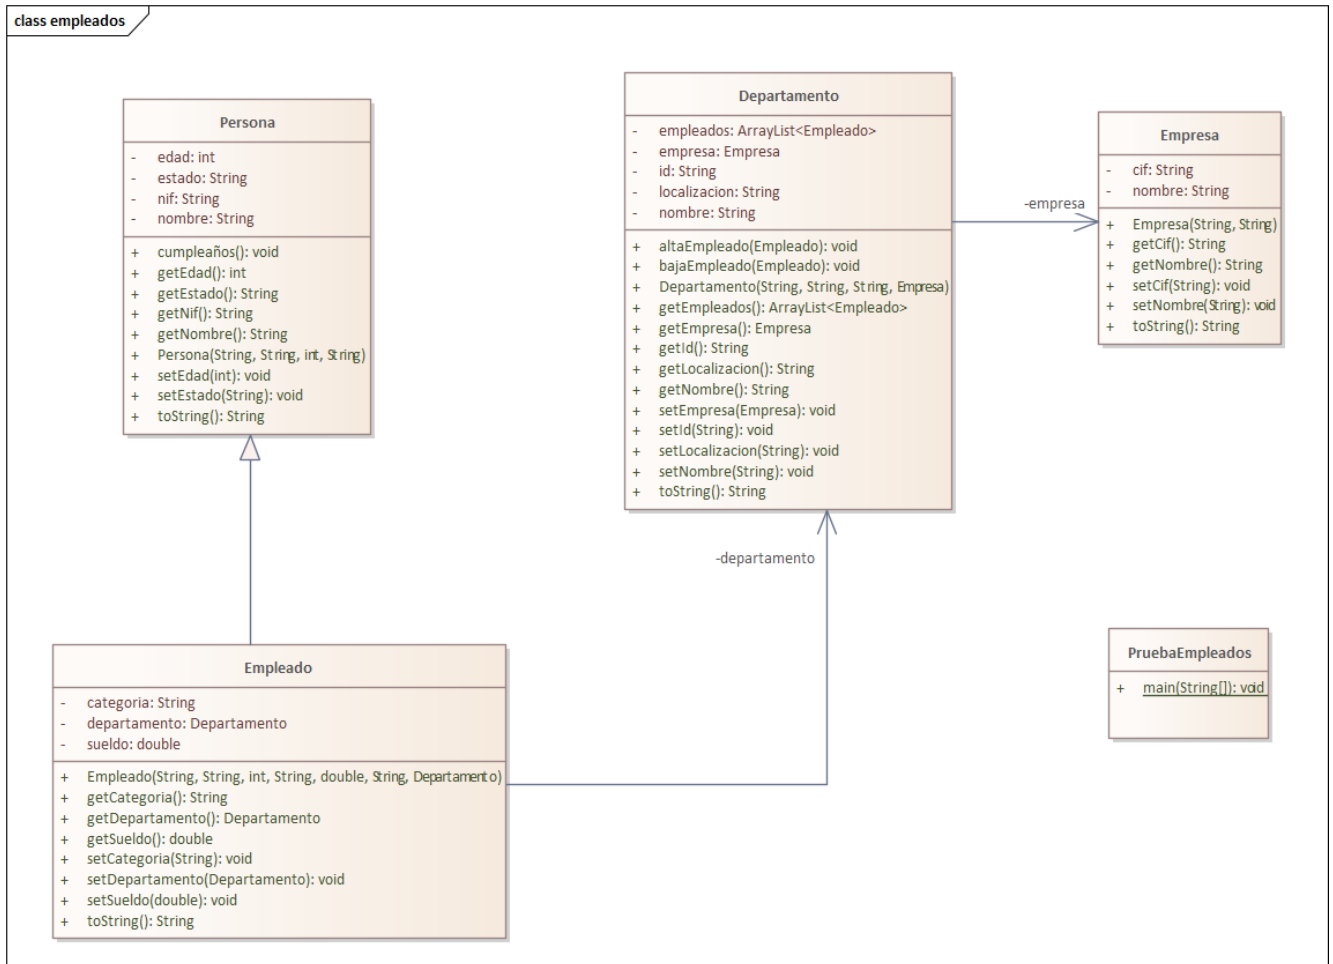 class empleados
Persona
- edad: int
- estado: String
- nif: String
- nombre: String
+ cumpleaños(): void
+ getEdad(): int
+ getEstado(): String
+ getNif(): String
+ getNombre(): String
+ Persona(String, String, int, String)
+ setEdad(int): void
+ setEstado(String): void
+ toString(): String
Departamento
- empleados: ArrayList<Empleado>
- empresa: Empresa
- id: String
- localizacion: String
- nombre: String
+ altaEmpleado(Empleado): void
+ bajaEmpleado(Empleado): void
+ Departamento(String, String, String, Empresa)
+ getEmpleados(): ArrayList<Empleado>
+ getEmpresa(): Empresa
+ getId(): String
+ getLocalizacion(): String
+ getNombre(): String
+ setEmpresa(Empresa): void
+ setId(String): void
+ setLocalizacion(String): void
+ setNombre(String): void
+ toString(): String
-empresa
Empresa
- cif: String
- nombre: String
+ Empresa(String, String)
+ getCif(): String
+ getNombre(): String
+ setCif(String): void
+ setNombre(String): void
+ toString(): String
-departamento
Empleado
- categoria: String
- departamento: Departamento
- sueldo: double
+ Empleado(String, String, int, String, double, String, Departamento)
+ getCategoria(): String
+ getDepartamento(): Departamento
+ getSueldo(): double
+ setCategoria(String): void
+ setDepartamento(Departamento): void
+ setSueldo(double): void
+ toString(): String
PruebaEmpleados
+ main(String[]): void